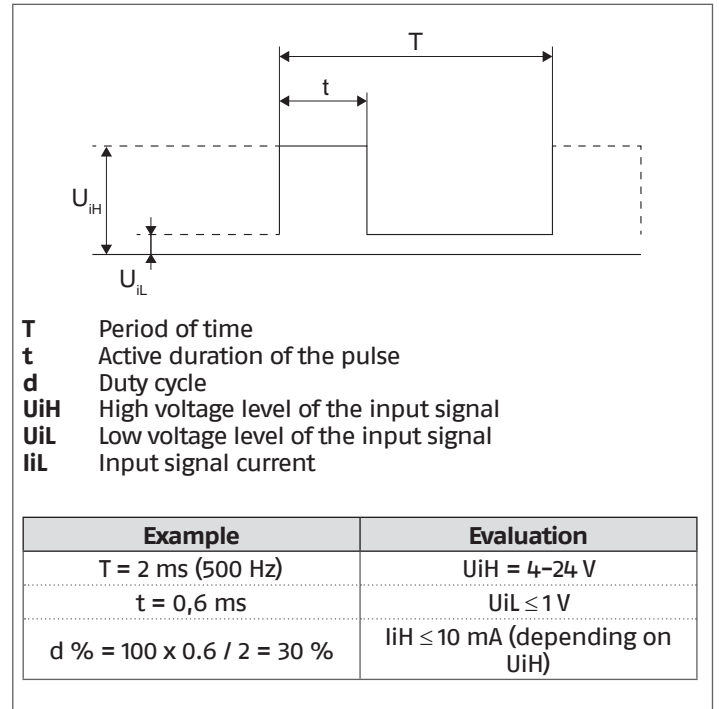 T
t
UiH
UiL
T Period of time
t Active duration of the pulse
d Duty cycle
UiH High voltage level of the input signal
UiL Low voltage level of the input signal
IiL Input signal current
Example Evaluation
T = 2 ms (500 Hz) UiH = 4–24 V
t = 0,6 ms UiL ≤ 1 V
d % = 100 x 0.6 / 2 = 30 % IiH ≤ 10 mA (depending on
UiH)